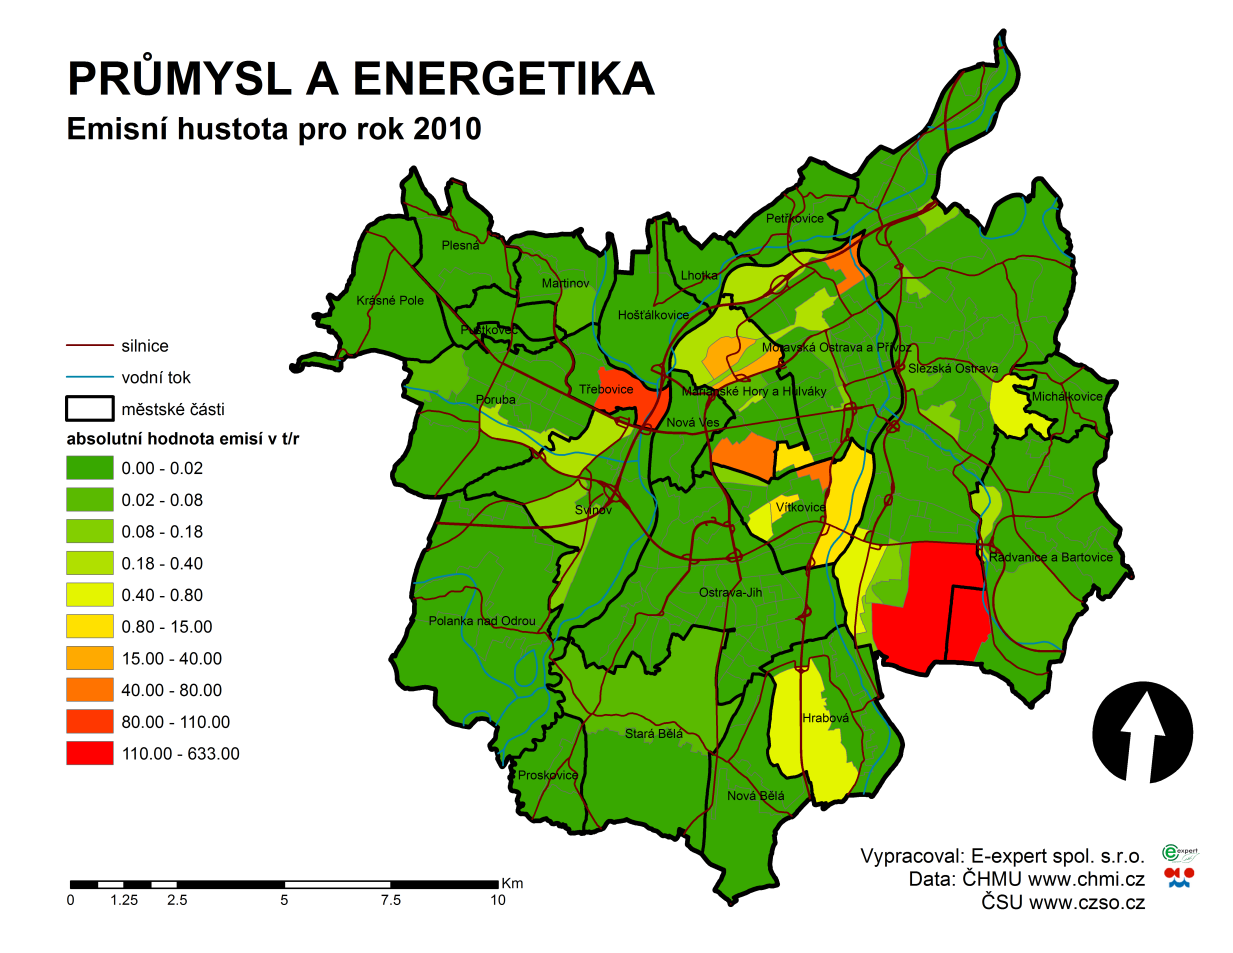 PRŮMYSL A ENERGETIKA
Emisní hustota pro rok 2010
Petřkovice
Plesná
Lhotka
Martinov
Krásné Pole
Hošťálkovice
Pustkovec
silnice
Moravská Ostrava a Přívoz
Slezská Ostrava
vodní tok
Třebovice
Mariánské Hory a Hulváky
Michálkovice
Poruba
městské části
Nová Ves
absolutní hodnota emisí v t/r
0.00 - 0.02
0.02 - 0.08
Svinov
Vítkovice
0.08 - 0.18
Radvanice a Bartovice
0.18 - 0.40
Ostrava-Jih
0.40 - 0.80
Polanka nad Odrou
0.80 - 15.00
15.00 - 40.00
40.00 - 80.00
Hrabová
80.00 - 110.00
Stará Bělá
110.00 - 633.00
Proskovice
Nová Bělá
Vypracoval: E-expert spol. s.r.o.
e-expert
Data: ČHMU www.chmi.cz
ČSU www.czso.cz
Km
0 1.25 2.5 5 7.5 10